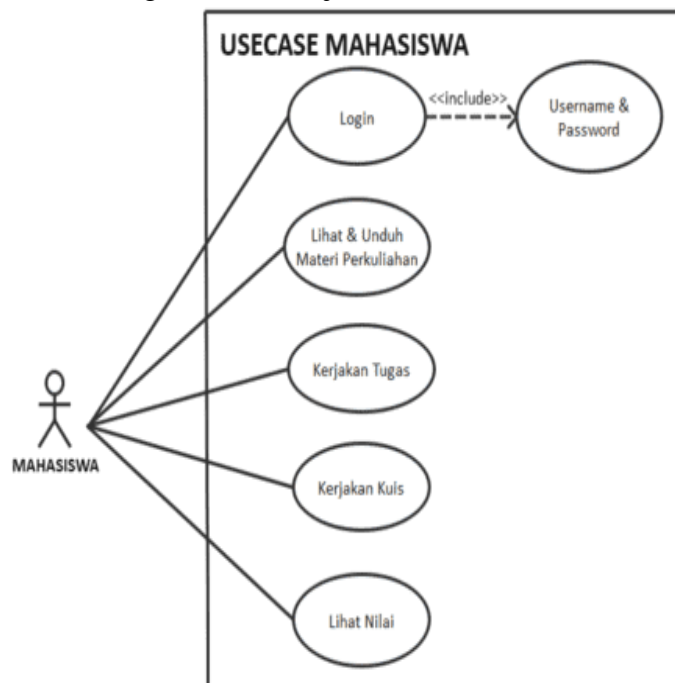 USECASE MAHASISWA
Login
<<include>>
Username &
Password
Lihat & Unduh
Materi Perkuliahan
Kerjakan Tugas
MAHASISWA
Kerjakan Kuis
Lihat Nilai